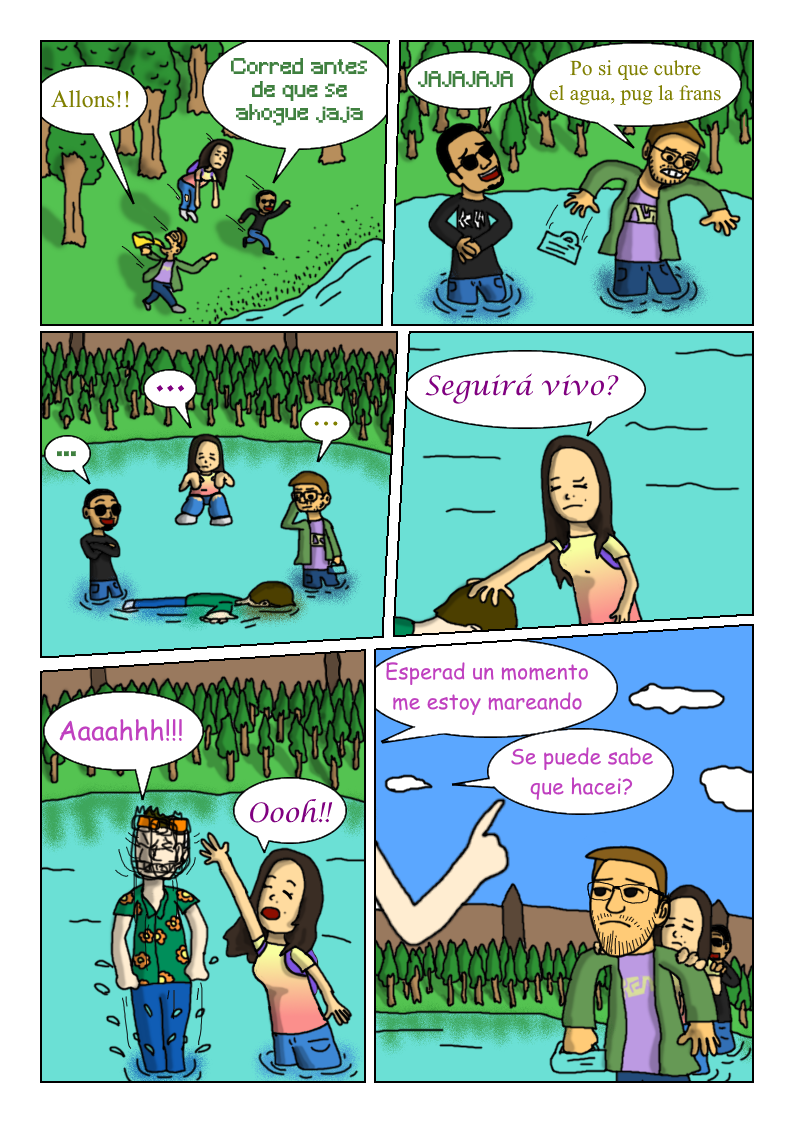 Allons!!
Corred antes
de que se
ahogue jaja
JAJAJAJA
Po si que cubre
el agua, pug la frans
...
...
...
Seguirá vivo?
Aaaahhh!!!
Oooh!!
Esperad un momento
me estoy mareando
Se puede sabe
que hacei?